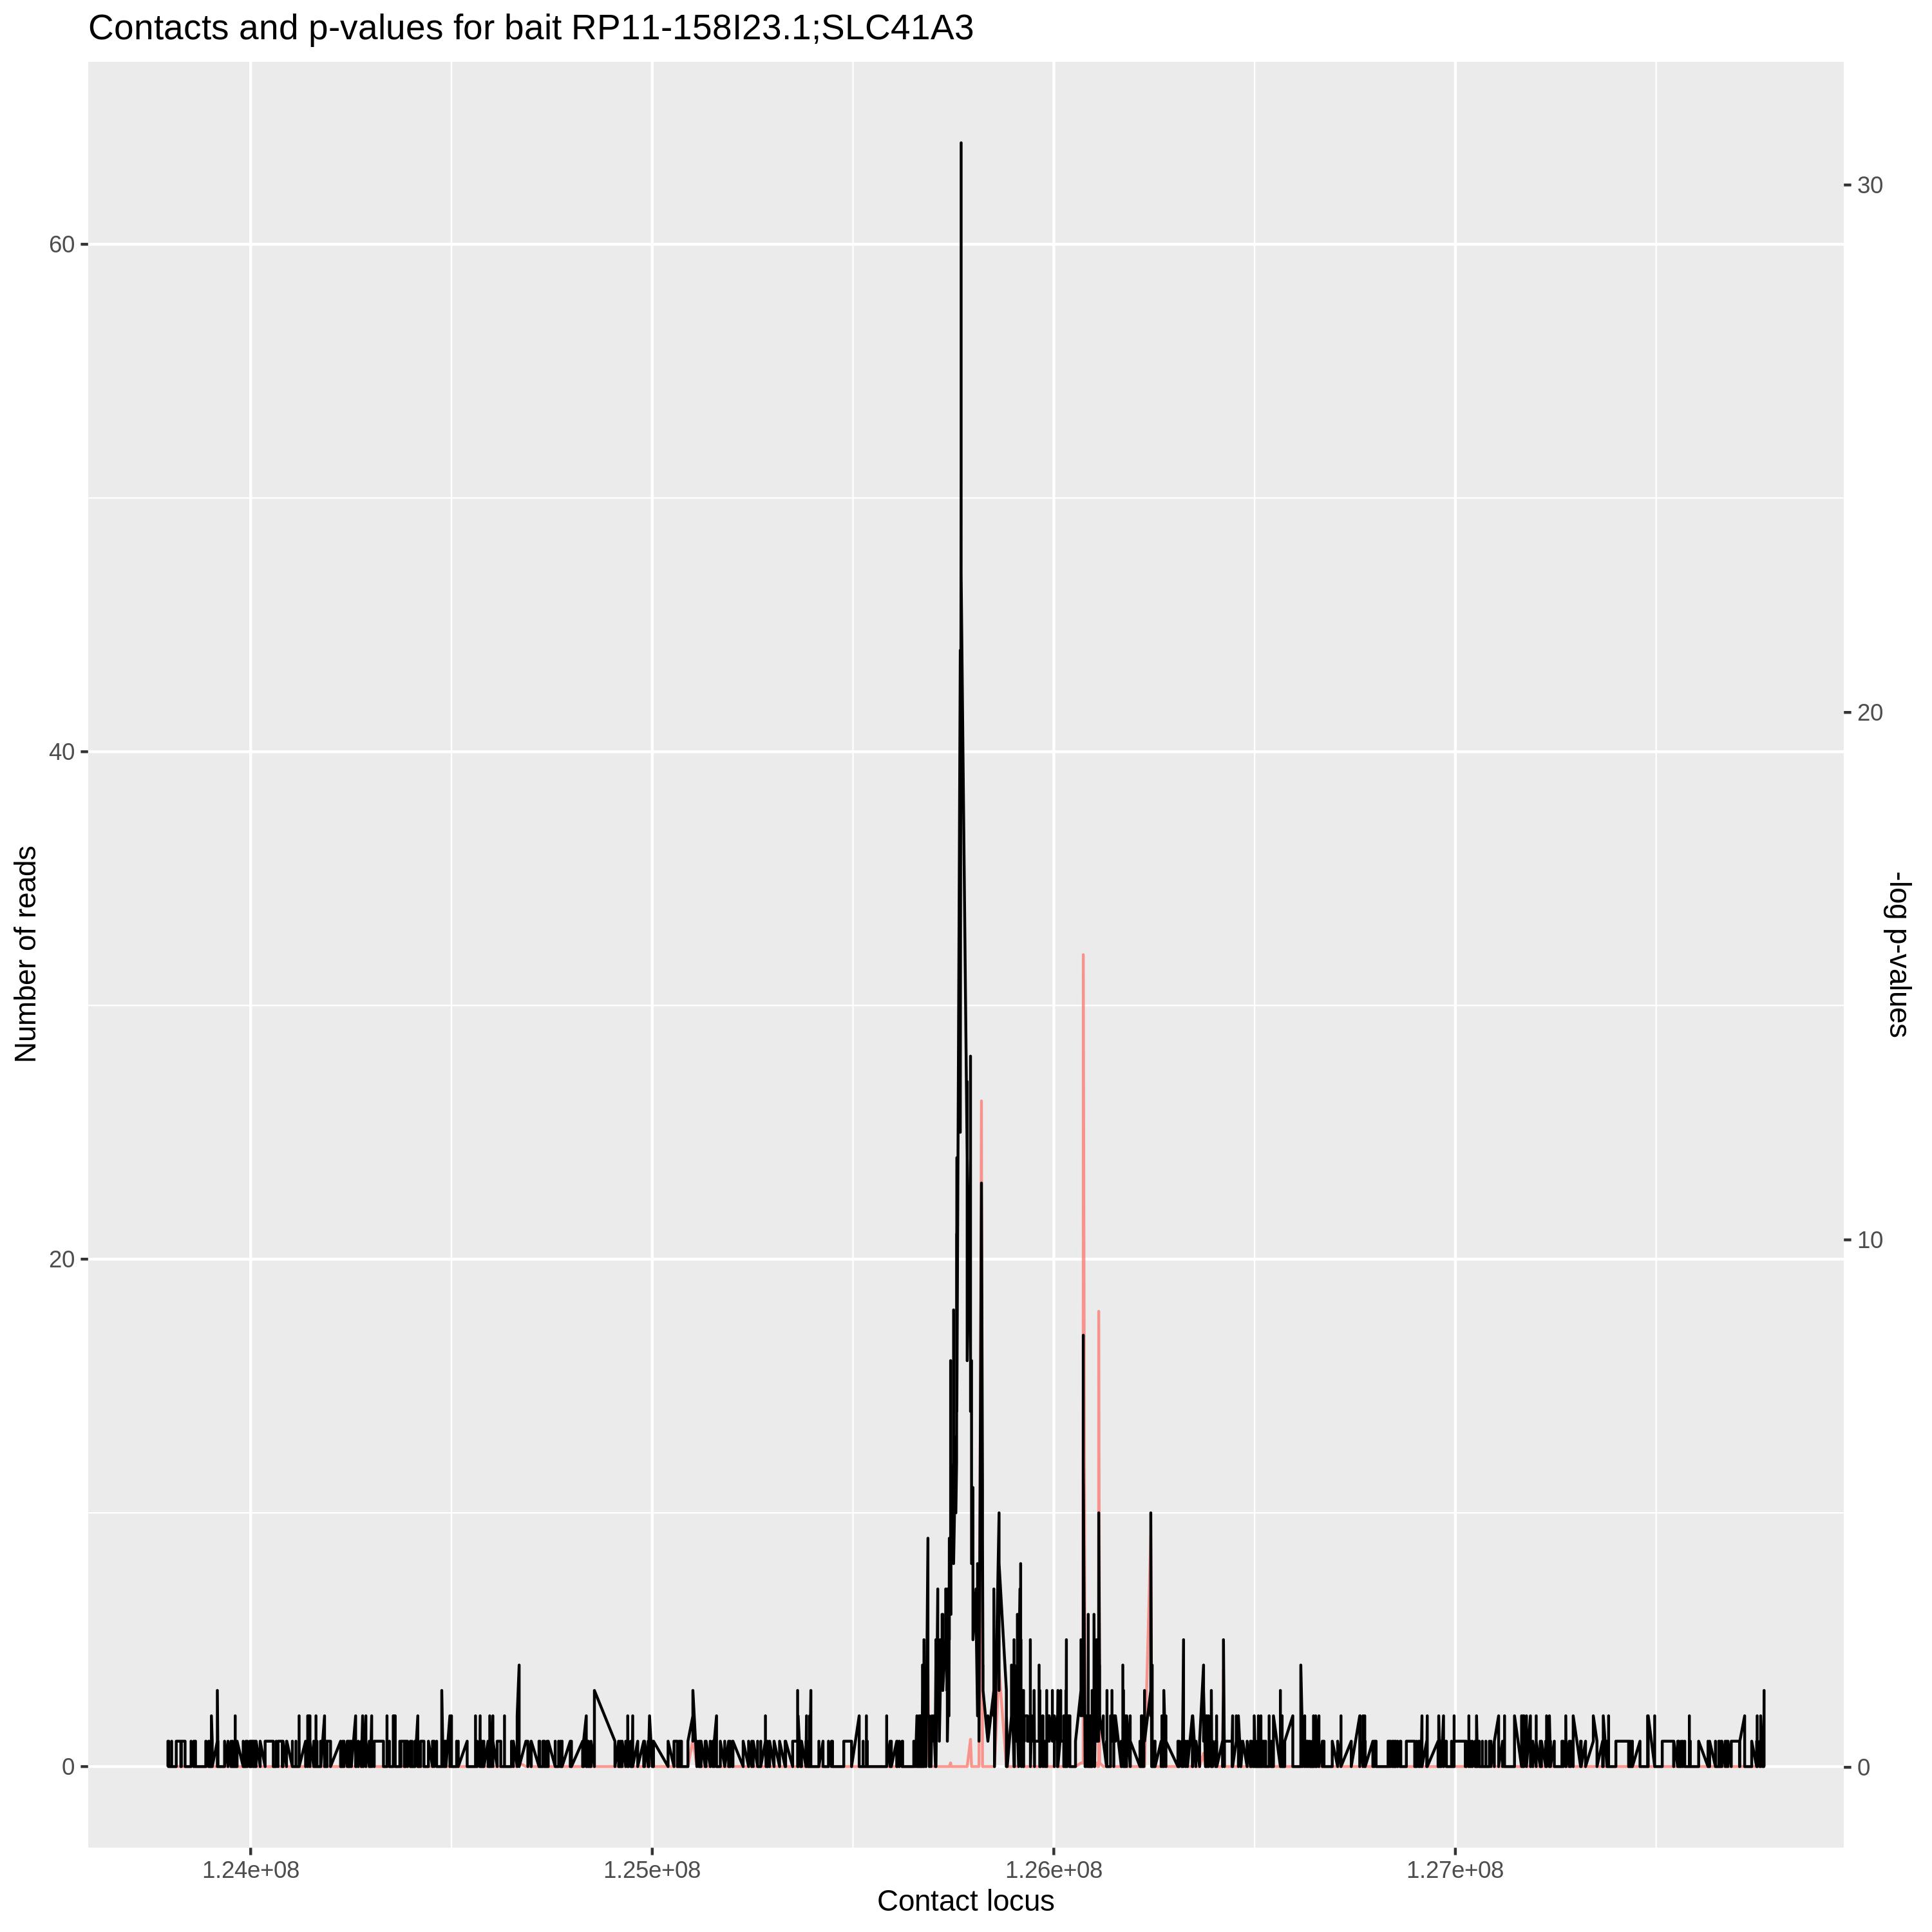 Contacts and p-values for bait RP11-158I23.1;SLC41A3
60
40
20
0
30
20
10
0
Number of reads
-log p-values
1.24e+08
1.25e+08
1.26e+08
1.27e+08
Contact locus